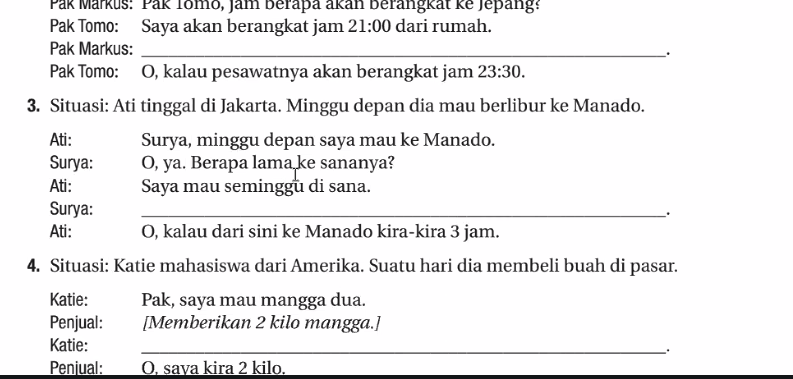 Pak Markus: Pak Tomo, jam berapa akan berangkat ke Jepang?
Pak Tomo: Saya akan berangkat jam 21:00 dari rumah.
Pak Markus: ______________________________.
Pak Tomo: O, kalau pesawatnya akan berangkat jam 23:30.
3. Situasi: Ati tinggal di Jakarta. Minggu depan dia mau berlibur ke Manado.
Ati: Surya, minggu depan saya mau ke Manado.
Surya: O, ya. Berapa lama ke sananya?
Ati: Saya mau seminggu di sana.
Surya: ______________________________.
Ati: O, kalau dari sini ke Manado kira-kira 3 jam.
4. Situasi: Katie mahasiswa dari Amerika. Suatu hari dia membeli buah di pasar.
Katie: Pak, saya mau mangga dua.
Penjual: [Memberikan 2 kilo mangga.]
Katie: ______________________________.
Penjual: O, saya kira 2 kilo.